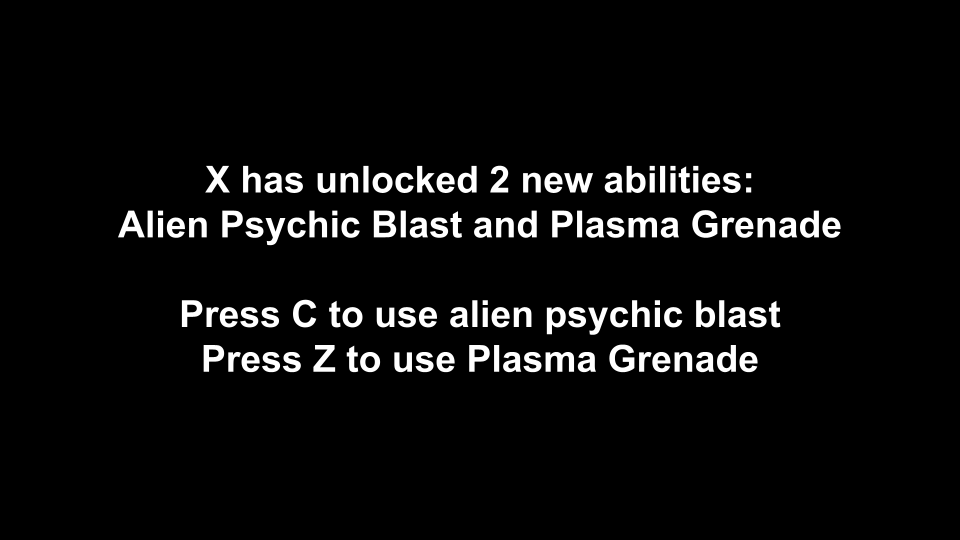 X has unlocked 2 new abilities:
Alien Psychic Blast and Plasma Grenade
Press C to use alien psychic blast
Press Z to use Plasma Grenade